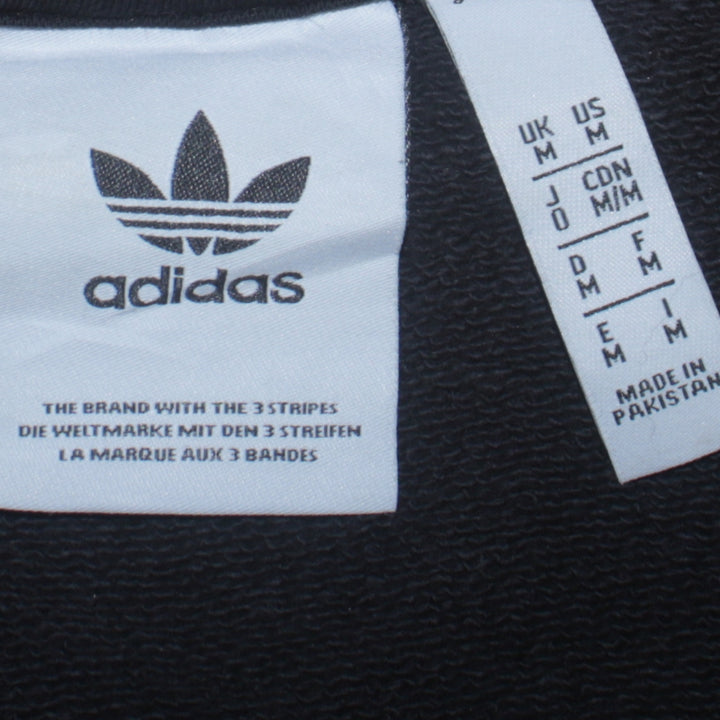 adidas
THE BRAND WITH THE 3 STRIPES
DIE WELTMARKE MIT DEN 3 STREIFEN
LA MARQUE AUX 3 BANDES
UK US
M M
J CDN
O M/M
D F
M M
E I
M M
MADE IN
PAKISTAN